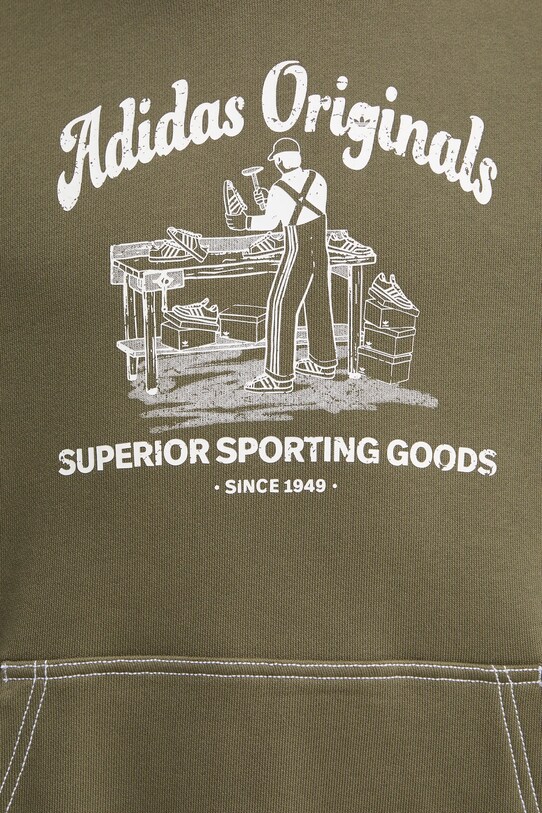 Adidas Originals
SUPERIOR SPORTING GOODS
· SINCE 1949 ·